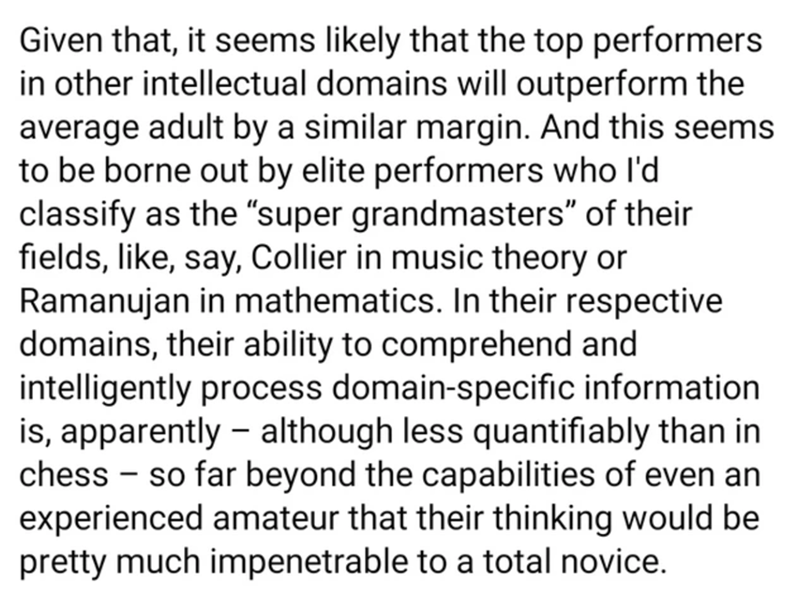 Given that, it seems likely that the top performers
in other intellectual domains will outperform the
average adult by a similar margin. And this seems
to be borne out by elite performers who I'd
classify as the “super grandmasters” of their
fields, like, say, Collier in music theory or
Ramanujan in mathematics. In their respective
domains, their ability to comprehend and
intelligently process domain-specific information
is, apparently – although less quantifiably than in
chess – so far beyond the capabilities of even an
experienced amateur that their thinking would be
pretty much impenetrable to a total novice.